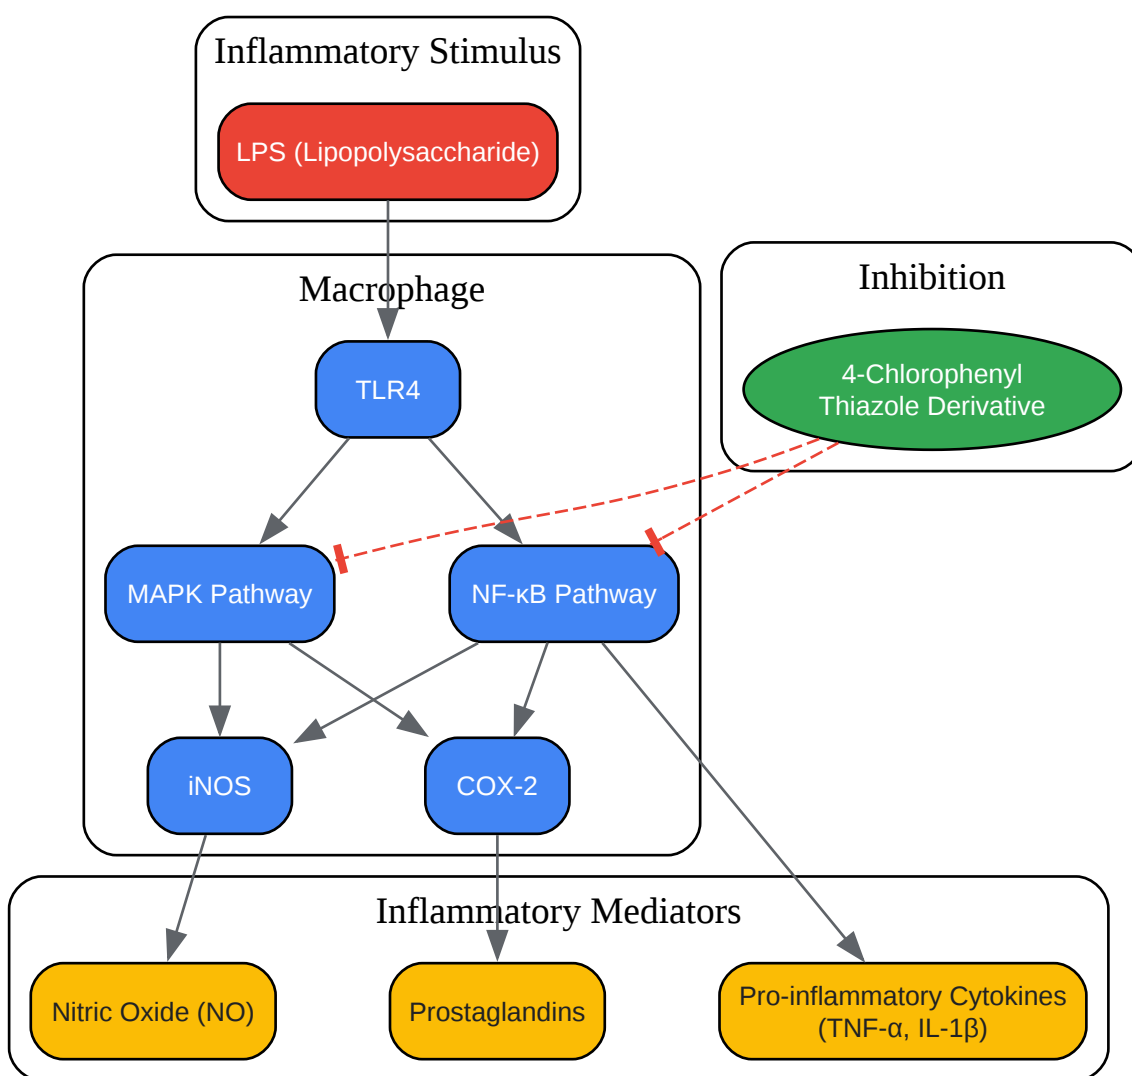 Inflammatory Stimulus
LPS (Lipopolysaccharide)
Macrophage
Inhibition
TLR4
4-Chlorophenyl
Thiazole Derivative
MAPK Pathway
NF-κB Pathway
iNOS
COX-2
Inflammatory Mediators
Nitric Oxide (NO)
Prostaglandins
Pro-inflammatory Cytokines
(TNF-α, IL-1β)